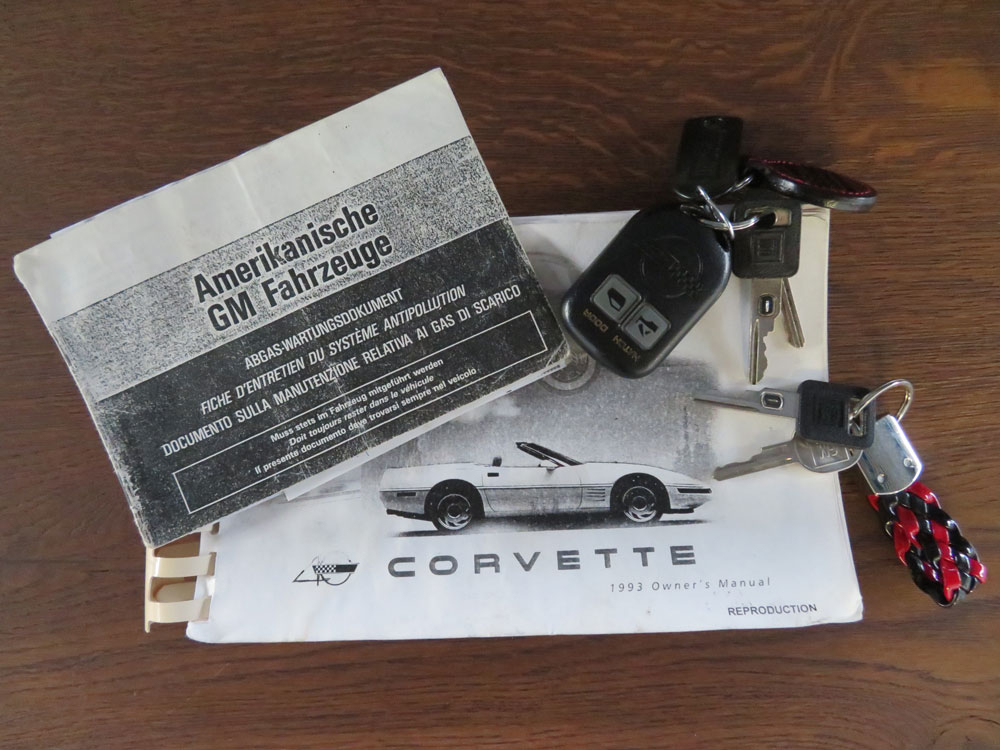 Amerikanische
GM Fahrzeuge
ABGAS-WARTUNGSDOKUMENT
FICHE D'ENTRETIEN DU SYSTÈME ANTIPOLLUTION
DOCUMENTO SULLA MANUTENZIONE RELATIVA AI GAS DI SCARICO
Muss stets im Fahrzeug mitgeführt werden
Doit toujours rester dans le véhicule
Il presente documento deve trovarsi sempre nel veicolo
DOOR
HATCH
CORVETTE
1993 Owner's Manual
REPRODUCTION